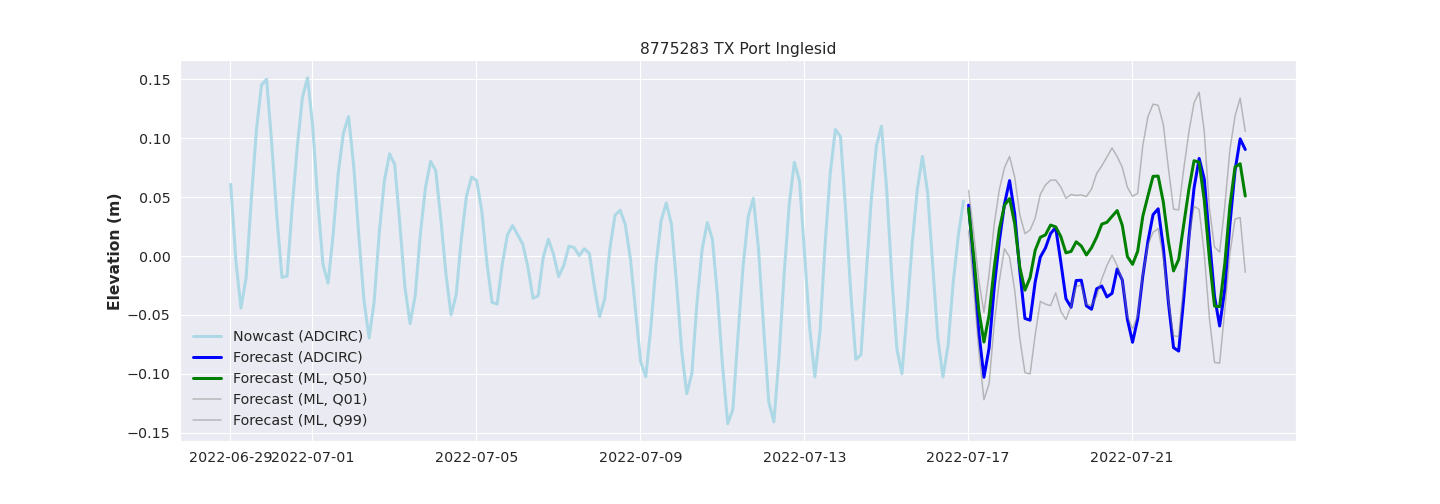 8775283 TX Port Inglesid
Elevation (m)
0.15
0.10
0.05
0.00
−0.05
−0.10
−0.15
Nowcast (ADCIRC)
Forecast (ADCIRC)
Forecast (ML, Q50)
Forecast (ML, Q01)
Forecast (ML, Q99)
2022-06-29 2022-07-01 2022-07-05 2022-07-09 2022-07-13 2022-07-17 2022-07-21